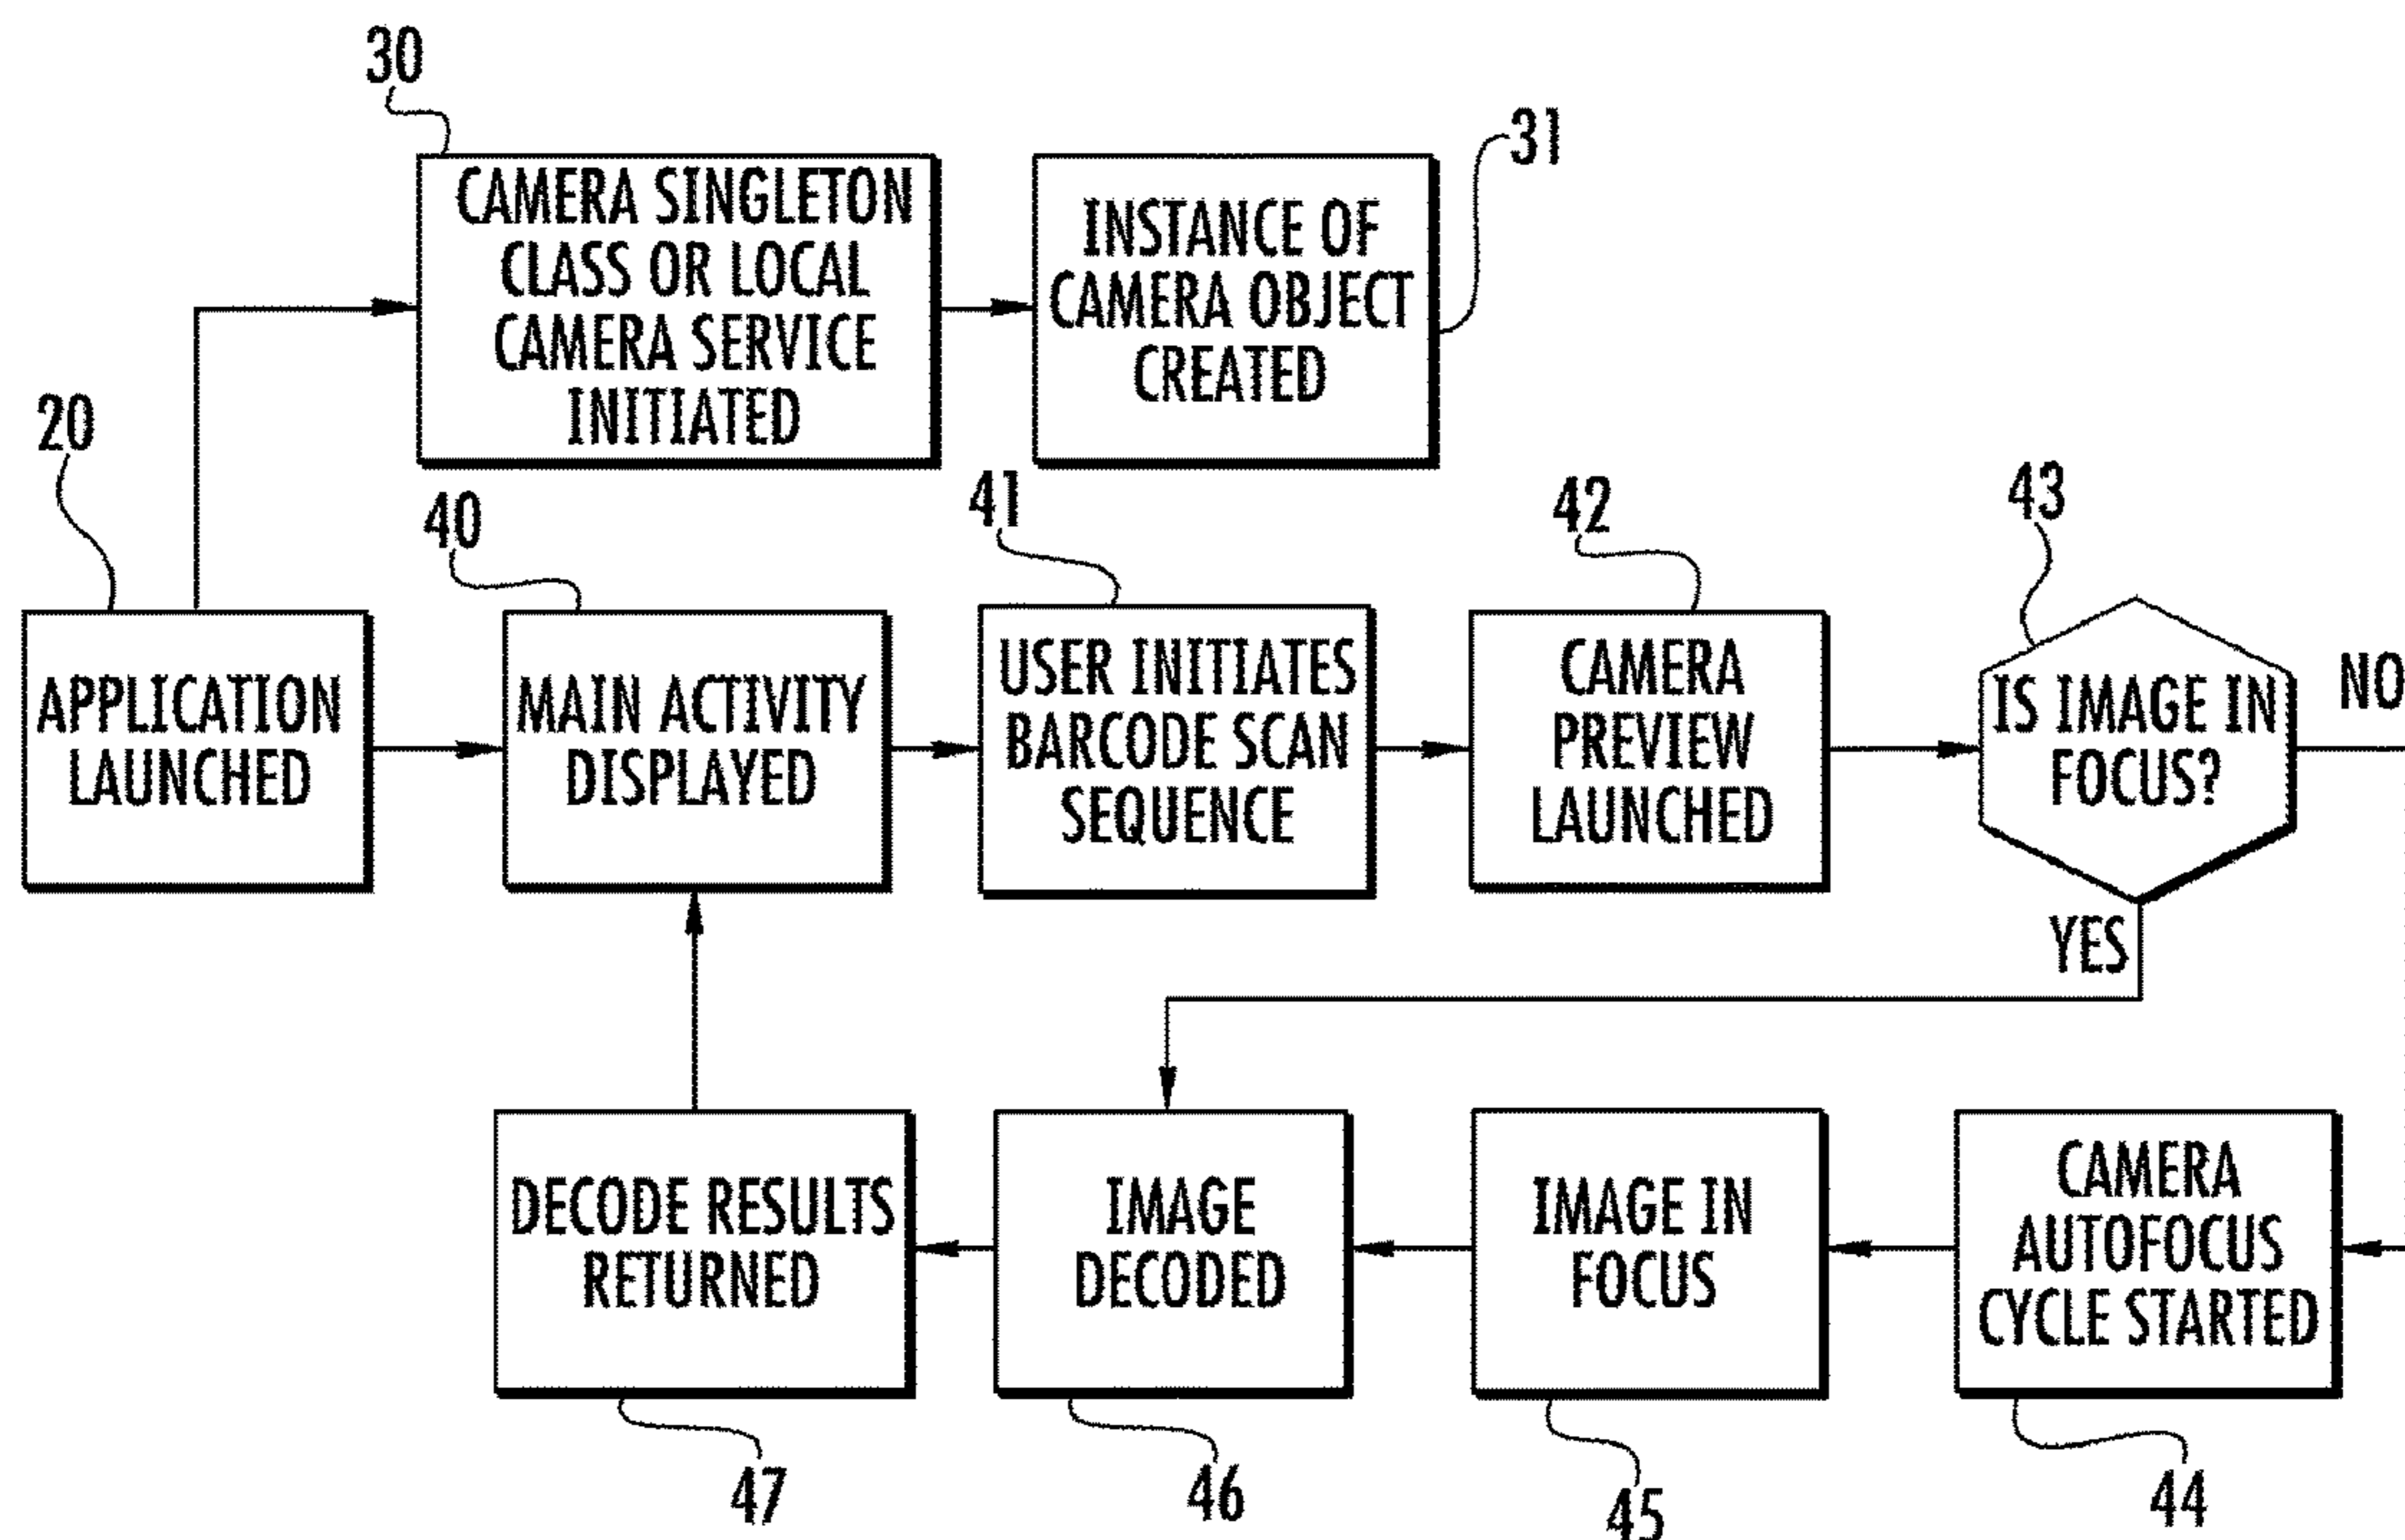 30
CAMERA SINGLETON
CLASS OR LOCAL
CAMERA SERVICE
INITIATED
31
INSTANCE OF
CAMERA OBJECT
CREATED
20
APPLICATION
LAUNCHED
40
MAIN ACTIVITY
DISPLAYED
41
USER INITIATES
BARCODE SCAN
SEQUENCE
42
CAMERA
PREVIEW
LAUNCHED
43
IS IMAGE IN
FOCUS?
NO
YES
CAMERA
AUTOFOCUS
CYCLE STARTED
44
IMAGE IN
FOCUS
45
IMAGE
DECODED
46
DECODE RESULTS
RETURNED
47